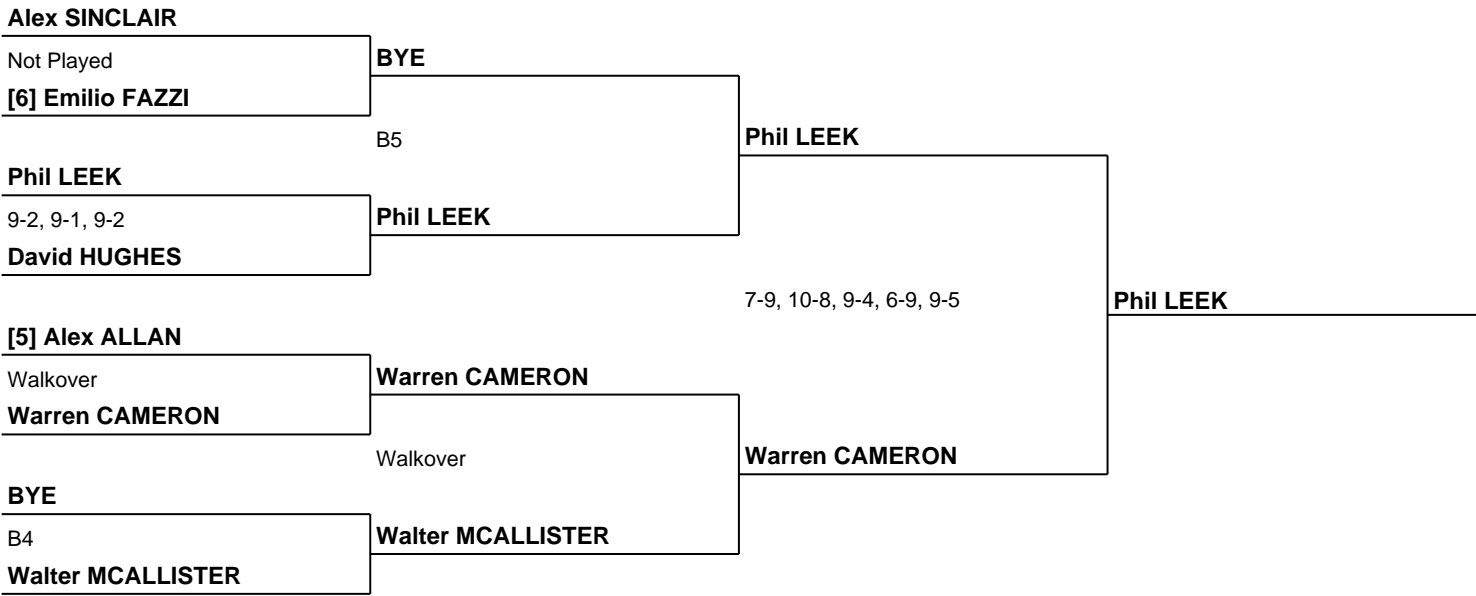 Alex SINCLAIR
Not Played
[6] Emilio FAZZI
BYE
B5
Phil LEEK
9-2, 9-1, 9-2
David HUGHES
Phil LEEK
Phil LEEK
7-9, 10-8, 9-4, 6-9, 9-5
Phil LEEK
[5] Alex ALLAN
Walkover
Warren CAMERON
Warren CAMERON
Walkover
Warren CAMERON
BYE
B4
Walter MCALLISTER
Walter MCALLISTER